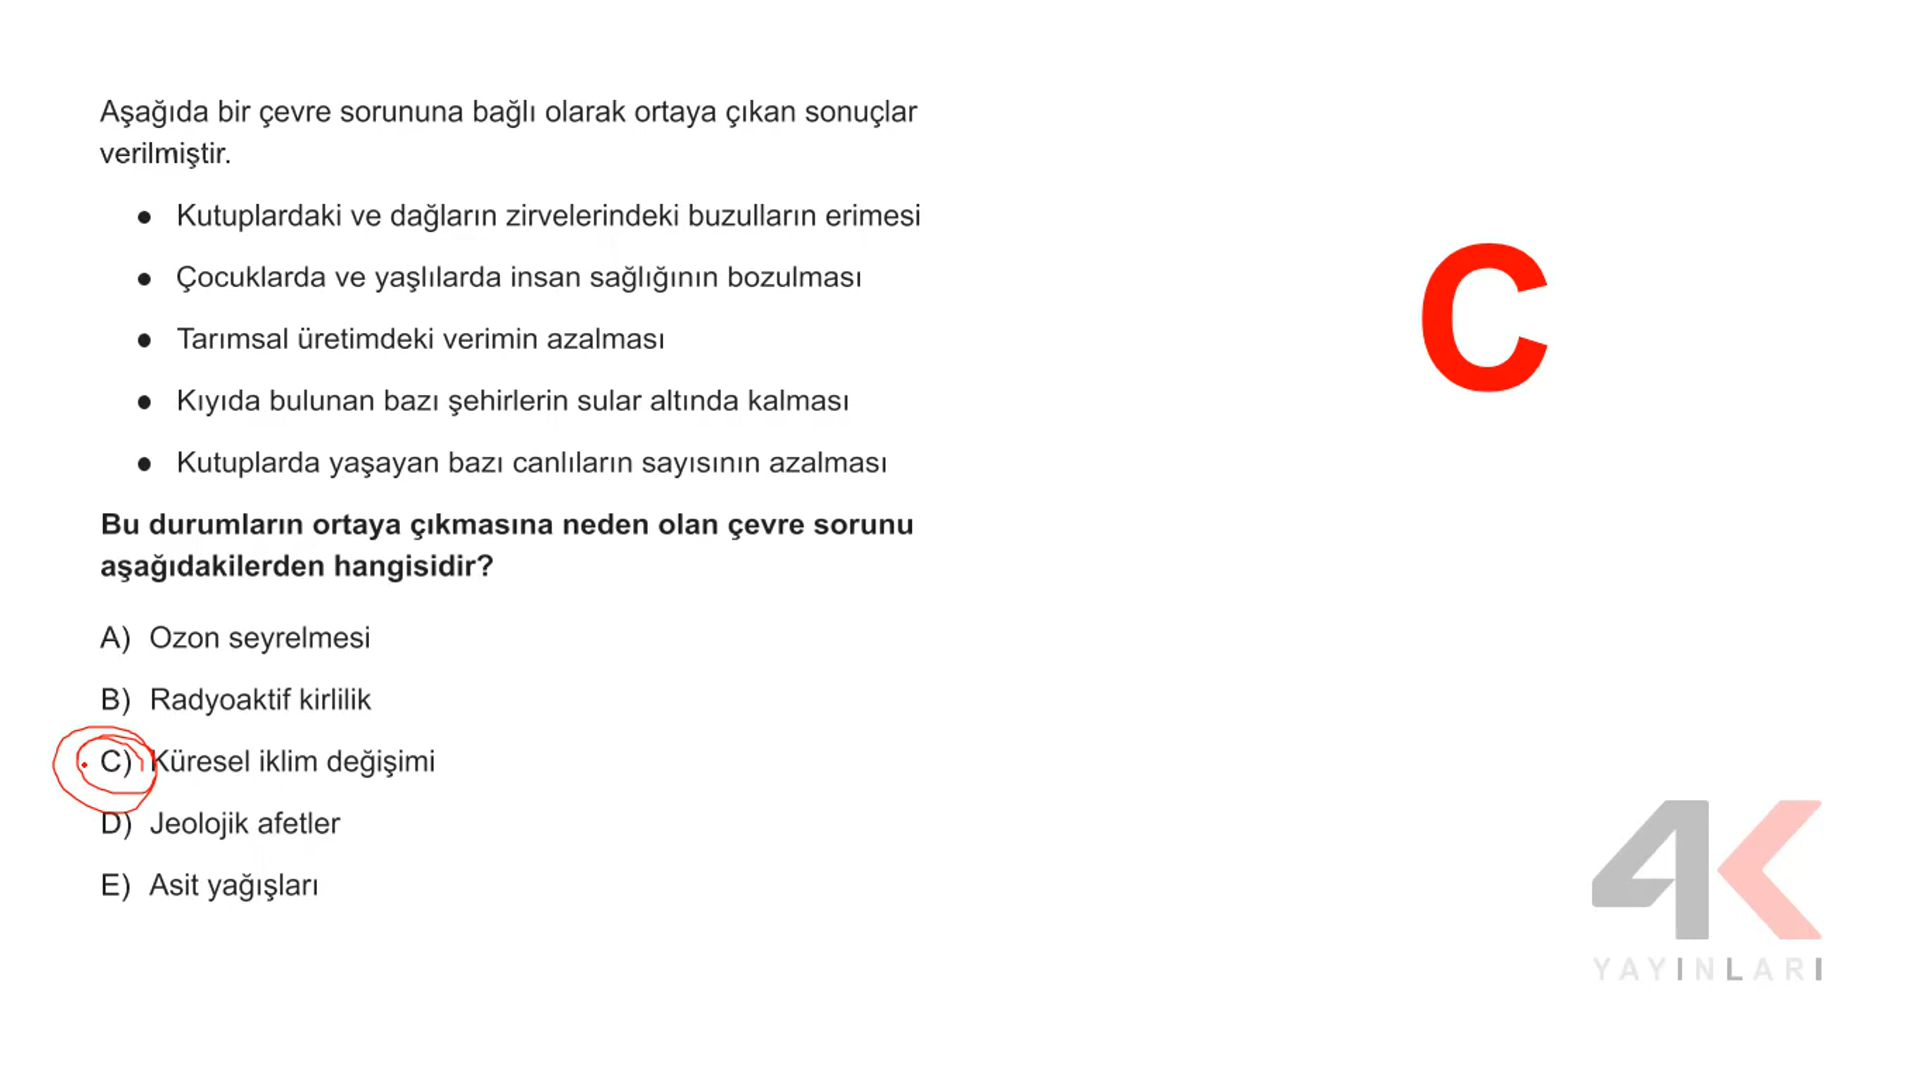 Aşağıda bir çevre sorununa bağlı olarak ortaya çıkan sonuçlar
verilmiştir.
● Kutuplardaki ve dağların zirvelerindeki buzulların erimesi
● Çocuklarda ve yaşlılarda insan sağlığının bozulması
● Tarımsal üretimdeki verimin azalması
● Kıyıda bulunan bazı şehirlerin sular altında kalması
● Kutuplarda yaşayan bazı canlıların sayısının azalması
Bu durumların ortaya çıkmasına neden olan çevre sorunu
aşağıdakilerden hangisidir?
A) Ozon seyrelmesi
B) Radyoaktif kirlilik
C) Küresel iklim değişimi
D) Jeolojik afetler
E) Asit yağışları
C
4K
YAYINLARI